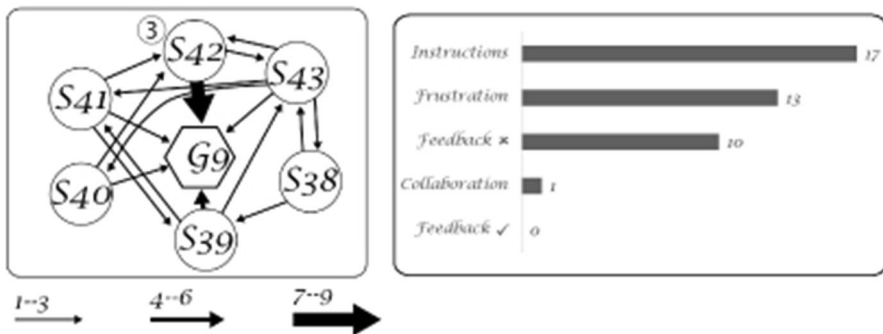 3
S42
S43
S41
G9
S40
S38
S39
1--3
4--6
7--9
Instructions 17
Frustration 13
Feedback × 10
Collaboration 1
Feedback ✓ 0